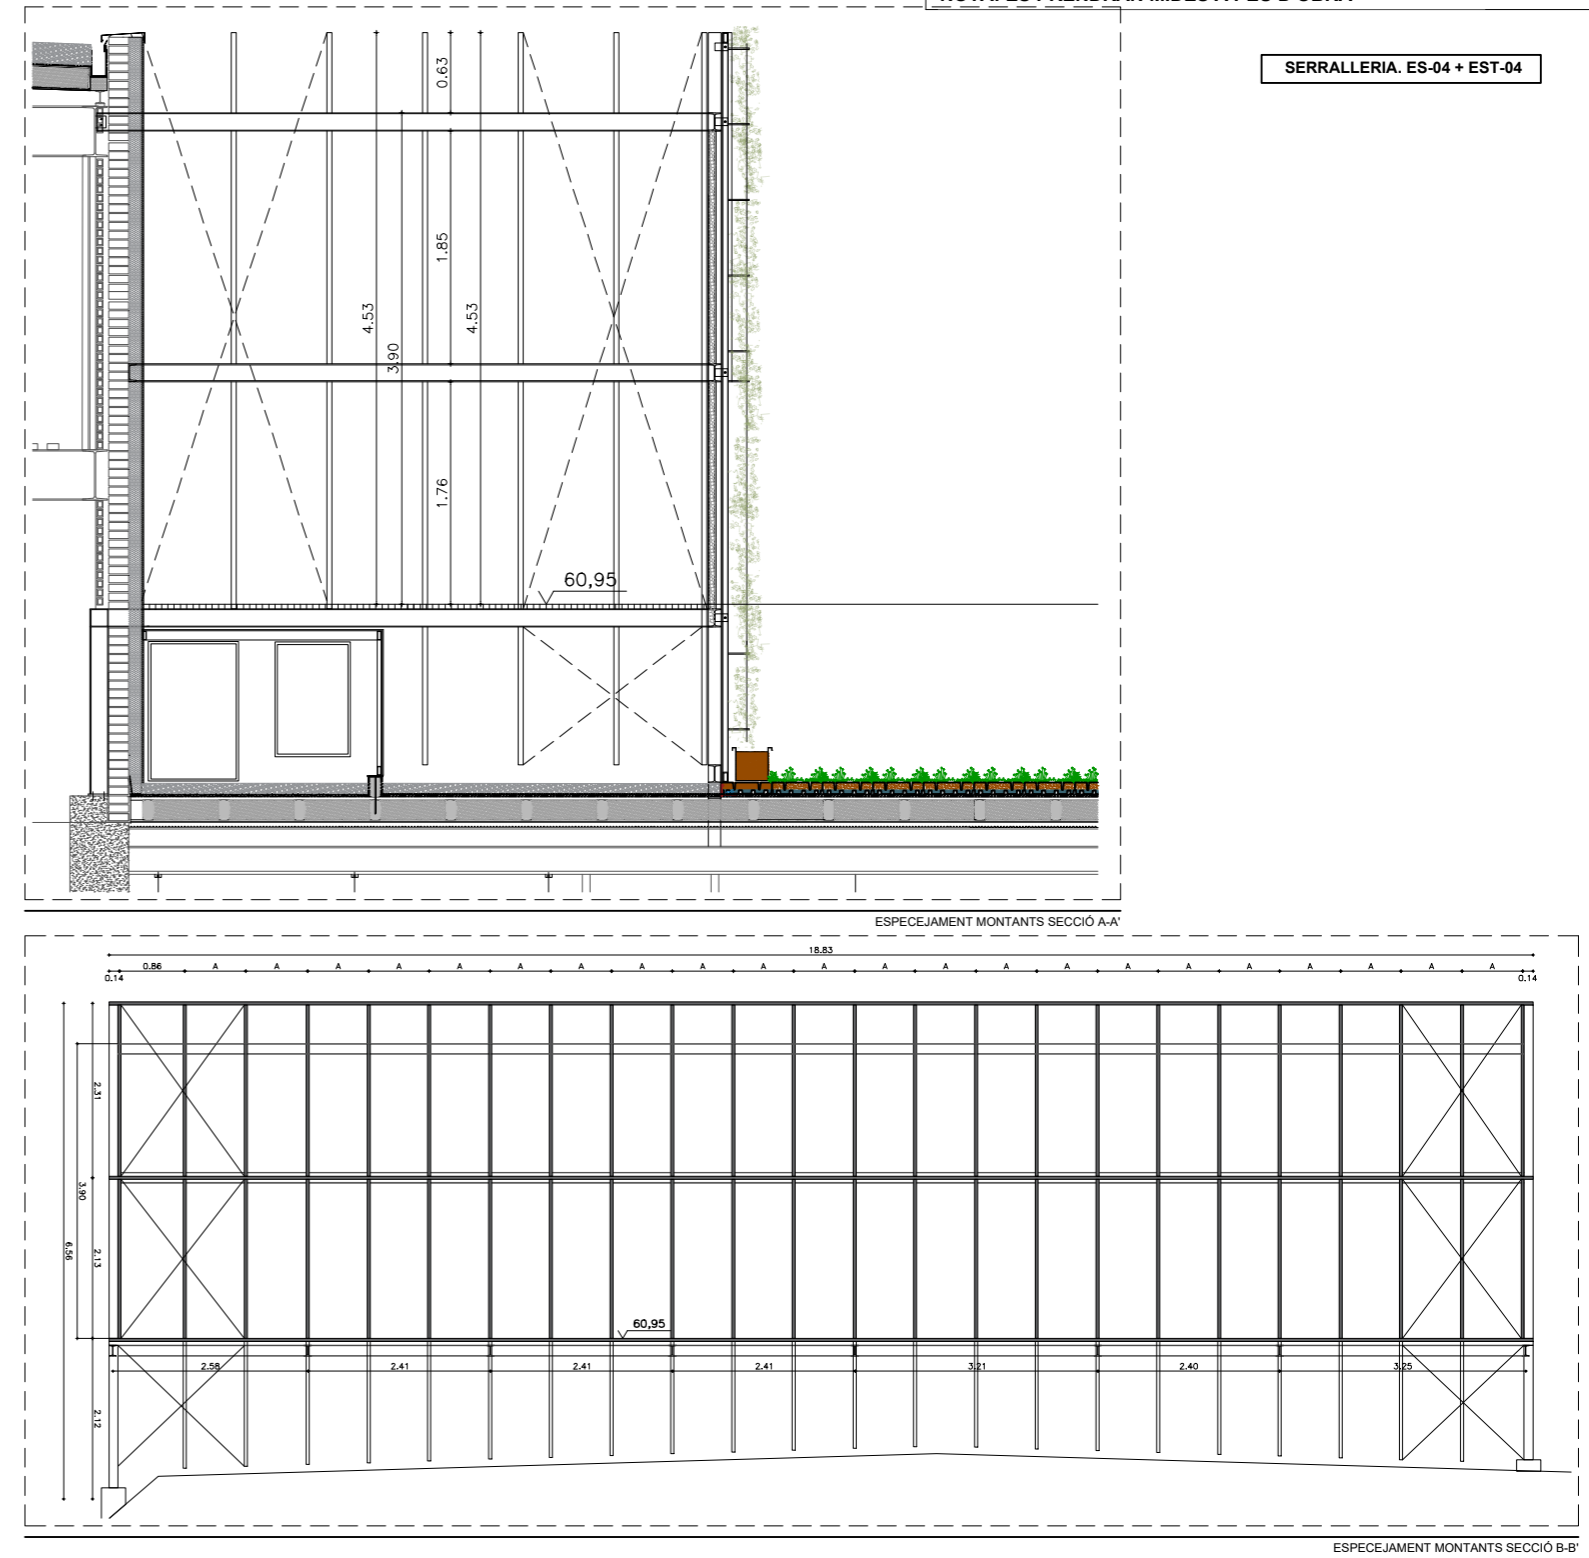 SERRALLERIA. ES-04 + EST-04
0.63
1.85
4.53
3.90
4.53
1.76
60,95
ESPECEJAMENT MONTANTS SECCIÓ A-A'
18.83
0.14 0.86 A A A A A A A A A A A A A A A A A A A A A A 0.14
2.31
3.90
6.56
2.13
60,95
2.58 2.41 2.41 2.41 3.21 2.40 3.25
2.12
ESPECEJAMENT MONTANTS SECCIÓ B-B'